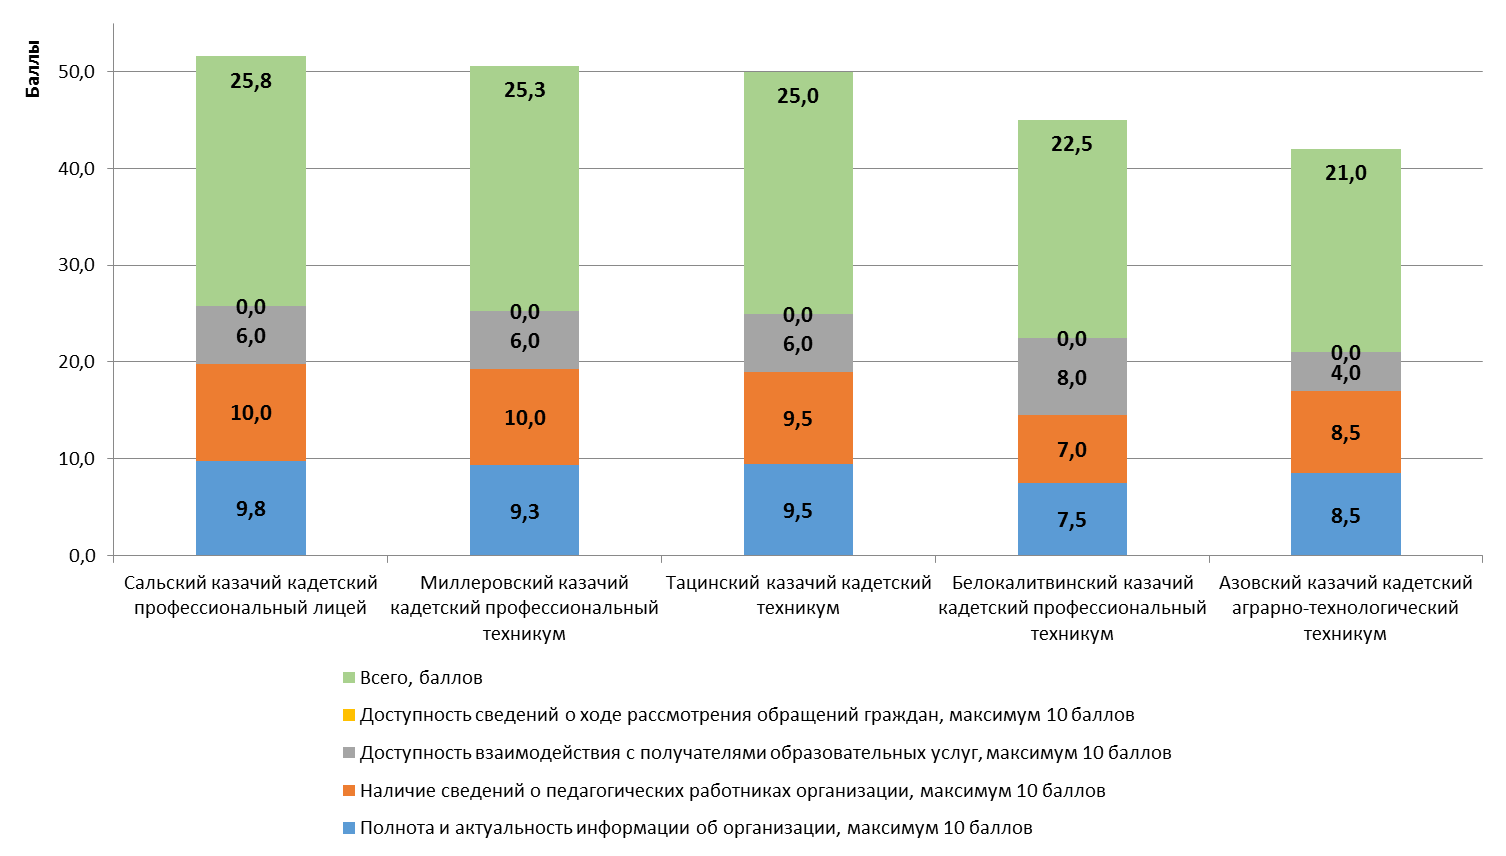 Баллы
50,0
40,0
30,0
20,0
10,0
0,0
25,8
25,3
25,0
22,5
21,0
0,0
0,0
0,0
0,0
0,0
6,0
6,0
6,0
8,0
4,0
10,0
10,0
9,5
7,0
8,5
9,8
9,3
9,5
7,5
8,5
Сальский казачий кадетский
профессиональный лицей
Миллеровский казачий
кадетский профессиональный
техникум
Тацинский казачий кадетский
техникум
Белокалитвинский казачий
кадетский профессиональный
техникум
Азовский казачий кадетский
аграрно-технологический
техникум
Всего, баллов
Доступность сведений о ходе рассмотрения обращений граждан, максимум 10 баллов
Доступность взаимодействия с получателями образовательных услуг, максимум 10 баллов
Наличие сведений о педагогических работниках организации, максимум 10 баллов
Полнота и актуальность информации об организации, максимум 10 баллов